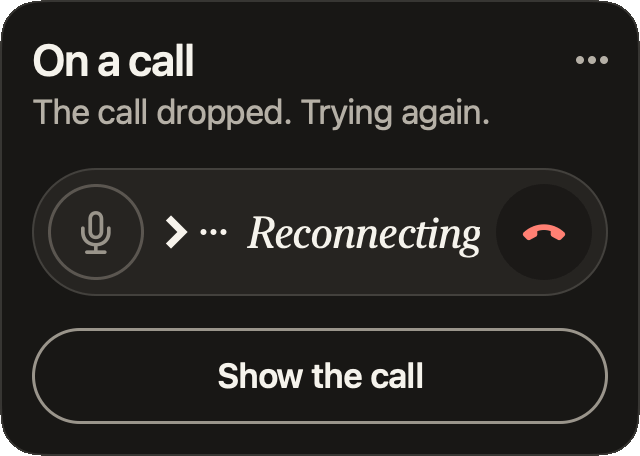 On a call
The call dropped. Trying again.
Reconnecting
Show the call